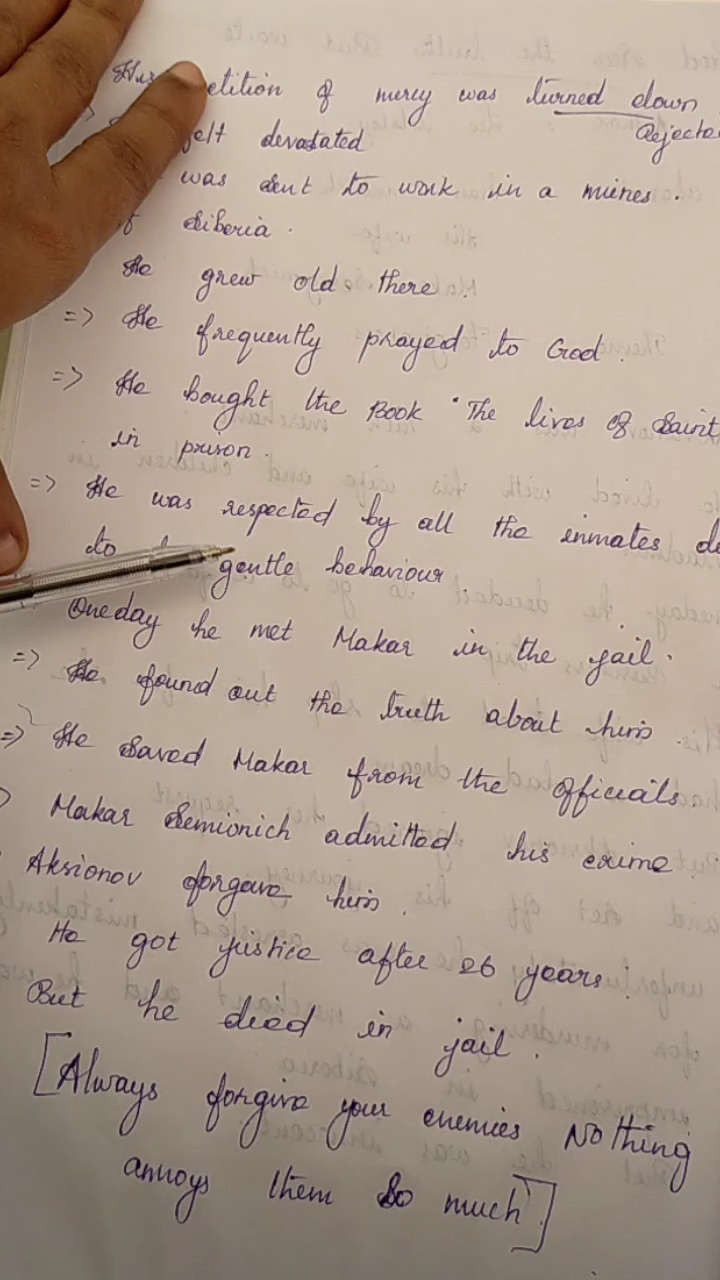 His etition of mercy was turned down
Rejected
felt devastated
was sent to work in a mines.
of Siberia.
He grew old there.
=> He frequently prayed to God.
=> He bought the Book "The lives of Saint
in prison.
=> He was respected by all the inmates d
to gentle behaviour.
Oneday he met Makar in the jail.
=> He found out the truth about him.
=> He Saved Makar from the officials.
Makar Semionich admitted his crime.
Aksionov forgave him.
He got justice after 26 years!
But he died in jail.
[Always forgive your enemies Nothing
annoys them so much]